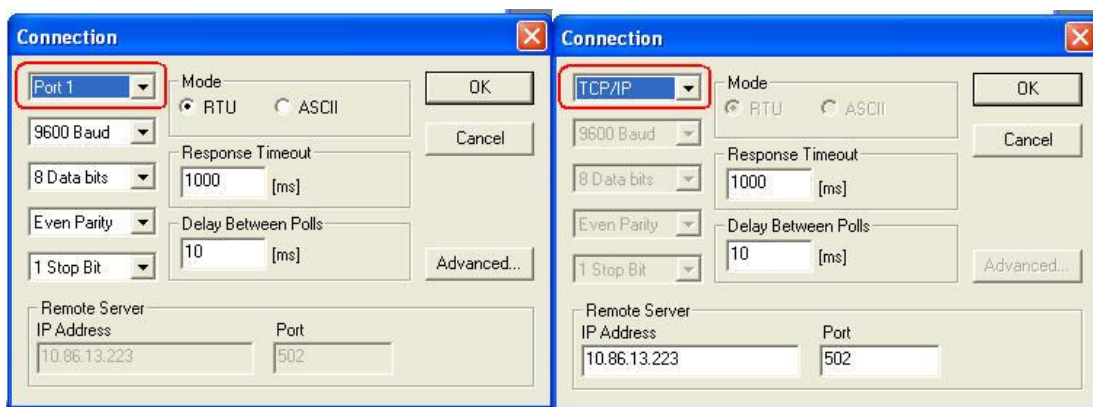 Connection
Port 1
Mode
RTU ASCII
OK
9600 Baud
Cancel
Response Timeout
8 Data bits
1000 [ms]
Even Parity
Delay Between Polls
10 [ms]
1 Stop Bit
Advanced...
Remote Server
IP Address Port
10.86.13.223 502
Connection
TCP/IP
Mode
RTU ASCII
OK
9600 Baud
Cancel
Response Timeout
8 Data bits
1000 [ms]
Even Parity
Delay Between Polls
10 [ms]
1 Stop Bit
Advanced...
Remote Server
IP Address Port
10.86.13.223 502